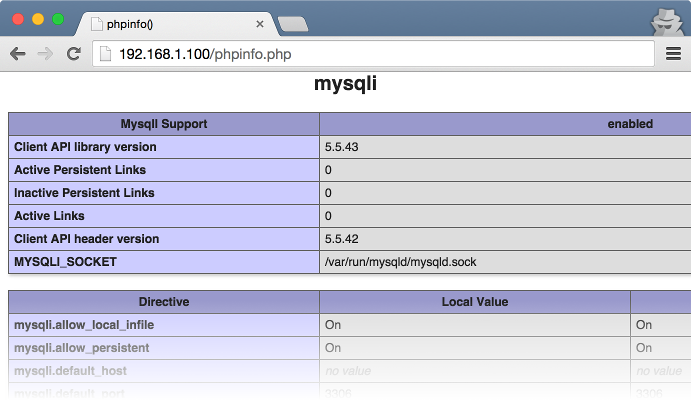 phpinfo()
192.168.1.100/phpinfo.php
mysqli
MysqlI Support enabled
Client API library version 5.5.43
Active Persistent Links 0
Inactive Persistent Links 0
Active Links 0
Client API header version 5.5.42
MYSQLI_SOCKET /var/run/mysqld/mysqld.sock
Directive Local Value
mysqli.allow_local_infile On On
mysqli.allow_persistent On On
mysqli.default_host no value no value
mysqli.default_port 3306 3306